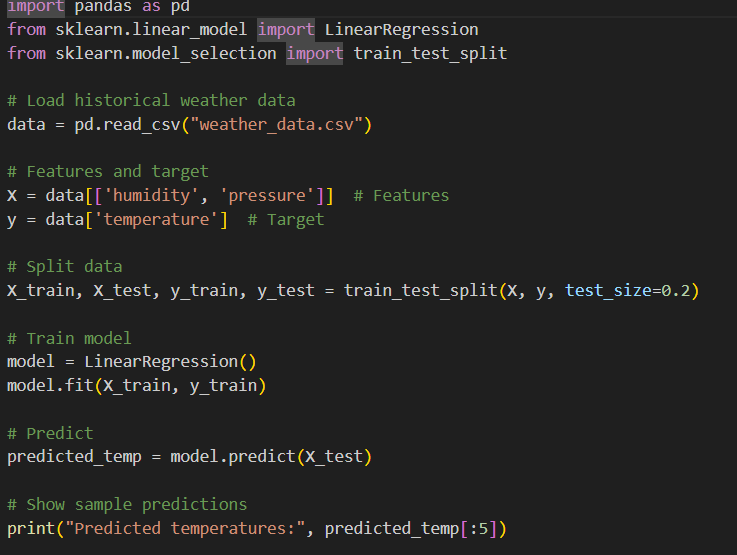 import pandas as pd
from sklearn.linear_model import LinearRegression
from sklearn.model_selection import train_test_split
# Load historical weather data
data = pd.read_csv("weather_data.csv")
# Features and target
X = data[['humidity', 'pressure']]  # Features
y = data['temperature']  # Target
# Split data
X_train, X_test, y_train, y_test = train_test_split(X, y, test_size=0.2)
# Train model
model = LinearRegression()
model.fit(X_train, y_train)
# Predict
predicted_temp = model.predict(X_test)
# Show sample predictions
print("Predicted temperatures:", predicted_temp[:5])